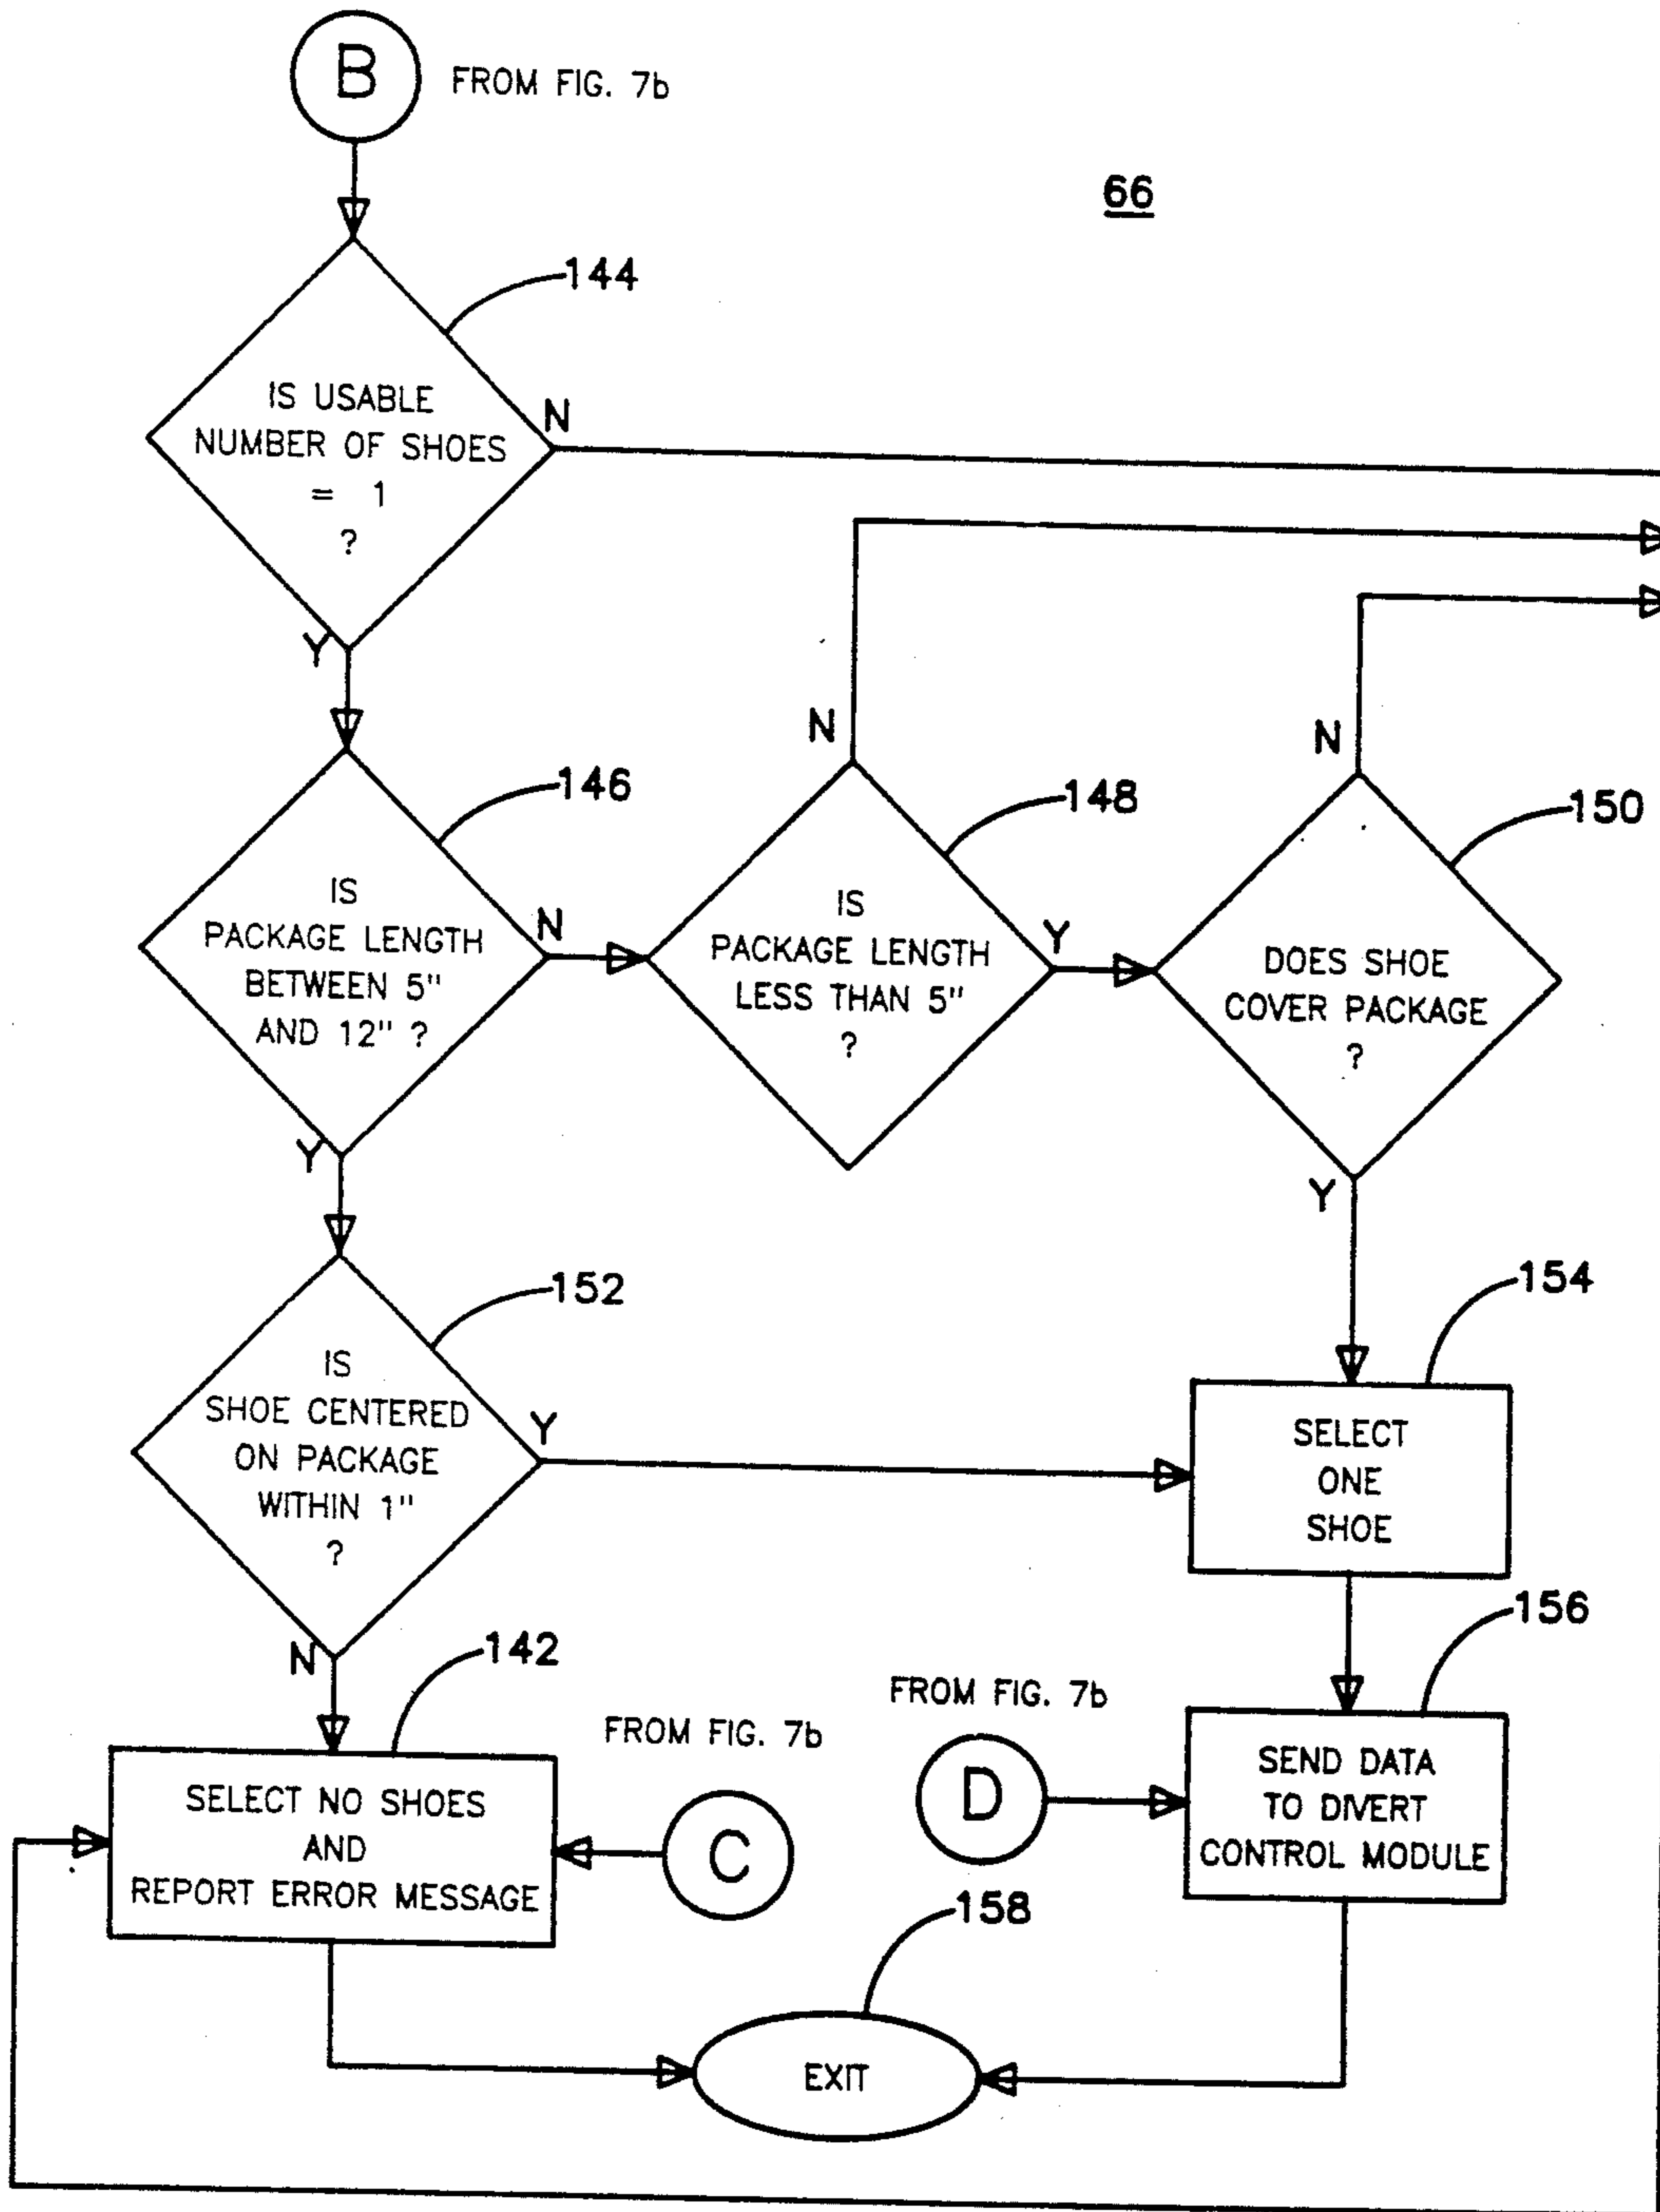 B
FROM FIG. 7b
66
144
IS USABLE
NUMBER OF SHOES
= 1
?
N
Y
146
IS
PACKAGE LENGTH
BETWEEN 5"
AND 12" ?
N
Y
148
IS
PACKAGE LENGTH
LESS THAN 5"
?
N
Y
150
DOES SHOE
COVER PACKAGE
?
N
Y
152
IS
SHOE CENTERED
ON PACKAGE
WITHIN 1"
?
Y
N
154
SELECT
ONE
SHOE
142
SELECT NO SHOES
AND
REPORT ERROR MESSAGE
FROM FIG. 7b
C
FROM FIG. 7b
D
156
SEND DATA
TO DIVERT
CONTROL MODULE
158
EXIT